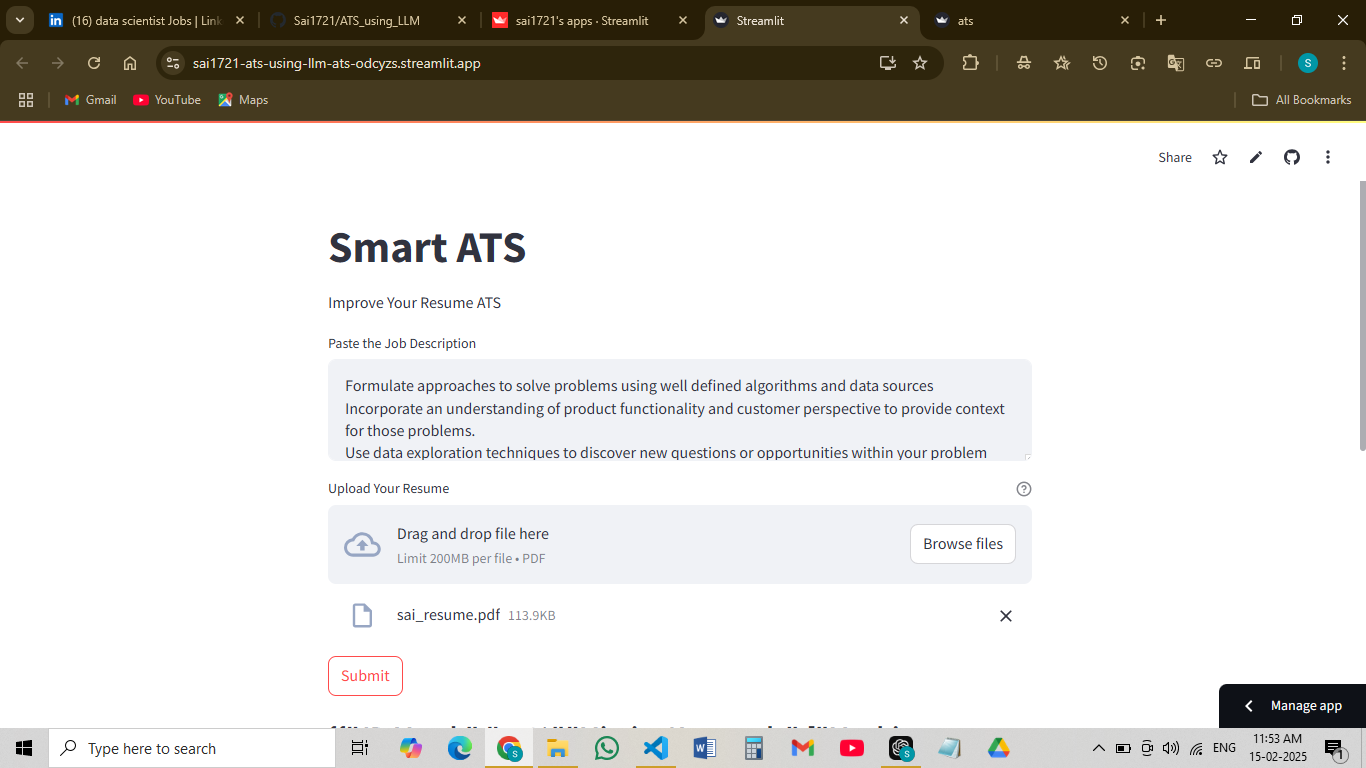 (16) data scientist Jobs | Link
Sai1721/ATS_using_LLM
sai1721's apps · Streamlit
Streamlit
ats
sai1721-ats-using-llm-ats-odcyzs.streamlit.app
S
Gmail
YouTube
Maps
All Bookmarks
Share
Smart ATS
Improve Your Resume ATS
Paste the Job Description
Formulate approaches to solve problems using well defined algorithms and data sources
Incorporate an understanding of product functionality and customer perspective to provide context
for those problems.
Use data exploration techniques to discover new questions or opportunities within your problem
Upload Your Resume
Drag and drop file here
Limit 200MB per file • PDF
Browse files
sai_resume.pdf 113.9KB
Submit
Manage app
Type here to search
ENG
11:53 AM
15-02-2025
1